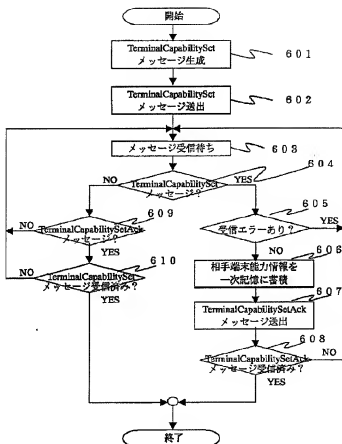 開始
TerminalCapabilitySet
メッセージ生成
601
TerminalCapabilitySet
メッセージ送出
602
メッセージ受信待ち
603
604
NO
TerminalCapabilitySet
メッセージ?
YES
605
609
NO
TerminalCapabilitySetAck
メッセージ?
YES
受信エラーあり?
YES
NO
606
610
NO
TerminalCapabilitySet
メッセージ受信済み?
YES
相手端末能力情報を
一次記憶に蓄積
607
TerminalCapabilitySetAck
メッセージ送出
608
TerminalCapabilitySetAck
メッセージ受信済み?
NO
YES
終了